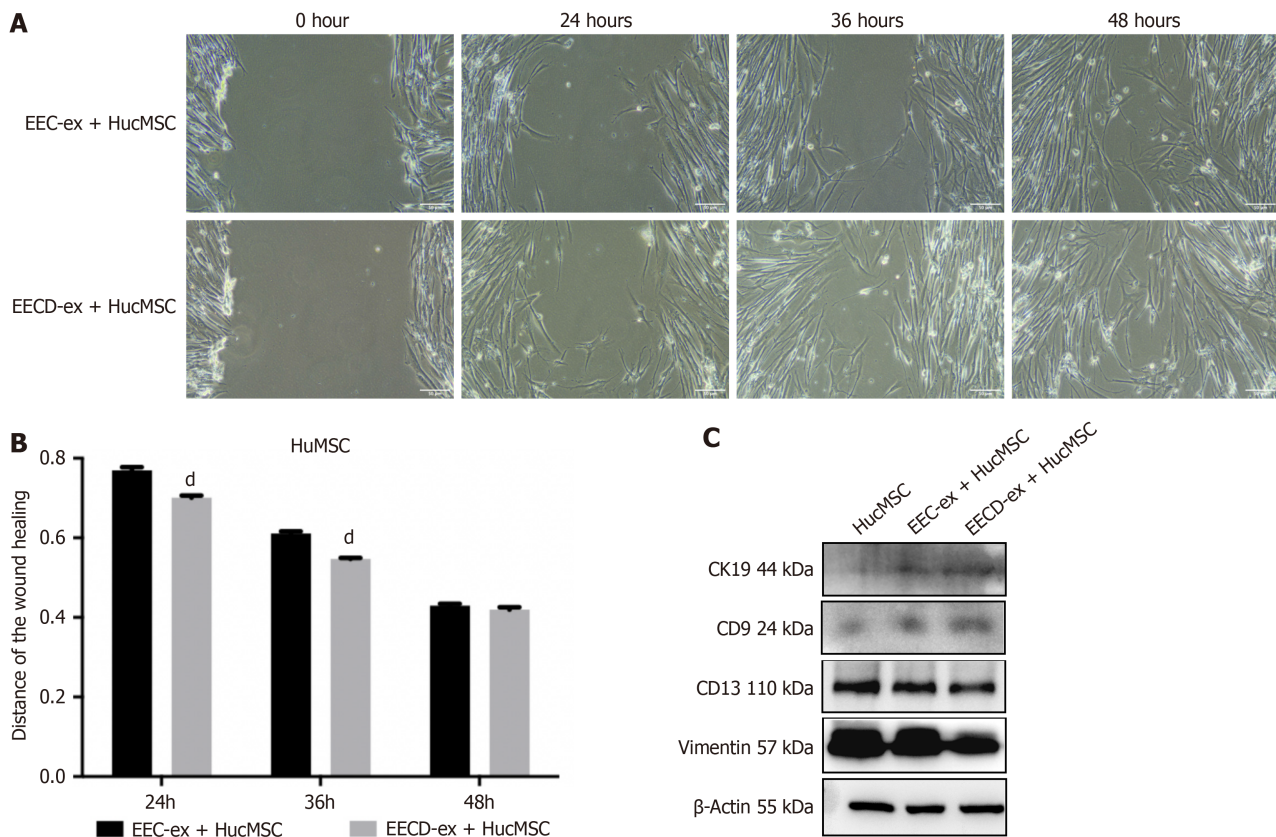 A
0 hour
24 hours
36 hours
48 hours
EEC-ex + HucMSC
EECD-ex + HucMSC
B
HuMSC
Distance of the wound healing
0.8
0.6
0.4
0.2
0.0
d
d
24h
36h
48h
EEC-ex + HucMSC
EECD-ex + HucMSC
C
HucMSC
EEC-ex + HucMSC
EECD-ex + HucMSC
CK19 44 kDa
CD9 24 kDa
CD13 110 kDa
Vimentin 57 kDa
β-Actin 55 kDa